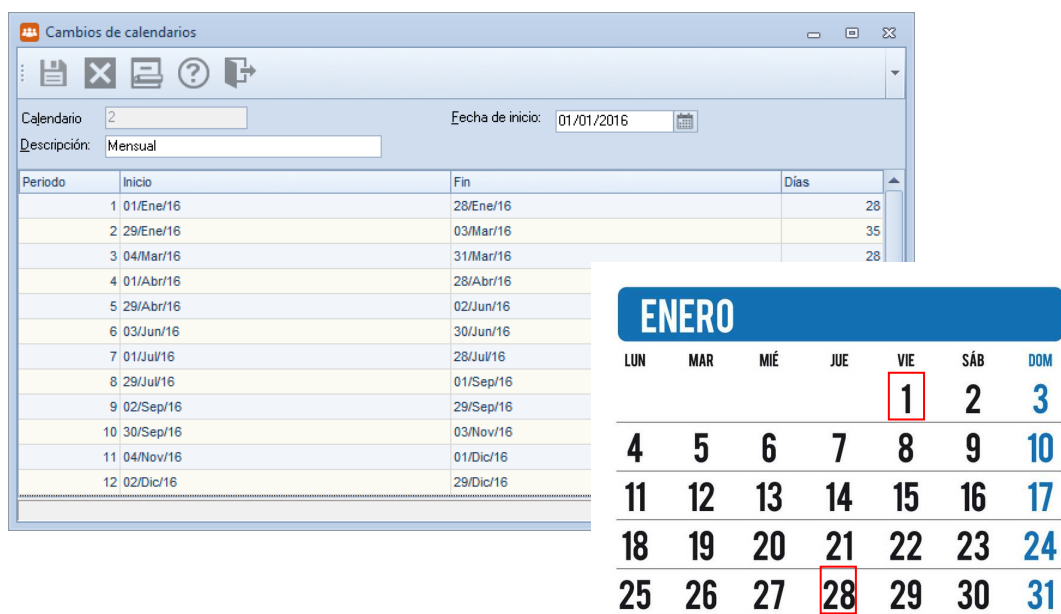 Cambios de calendarios
Calendario 2 Fecha de inicio: 01/01/2016
Descripción: Mensual
Periodo Inicio Fin Días
1 01/Ene/16 28/Ene/16 28
2 29/Ene/16 03/Mar/16 35
3 04/Mar/16 31/Mar/16 28
4 01/Abr/16 28/Abr/16
5 29/Abr/16 02/Jun/16
6 03/Jun/16 30/Jun/16
7 01/Jul/16 28/Jul/16
8 29/Jul/16 01/Sep/16
9 02/Sep/16 29/Sep/16
10 30/Sep/16 03/Nov/16
11 04/Nov/16 01/Dic/16
12 02/Dic/16 29/Dic/16
ENERO
LUN MAR MIÉ JUE VIE SÁB DOM
1 2 3
4 5 6 7 8 9 10
11 12 13 14 15 16 17
18 19 20 21 22 23 24
25 26 27 28 29 30 31